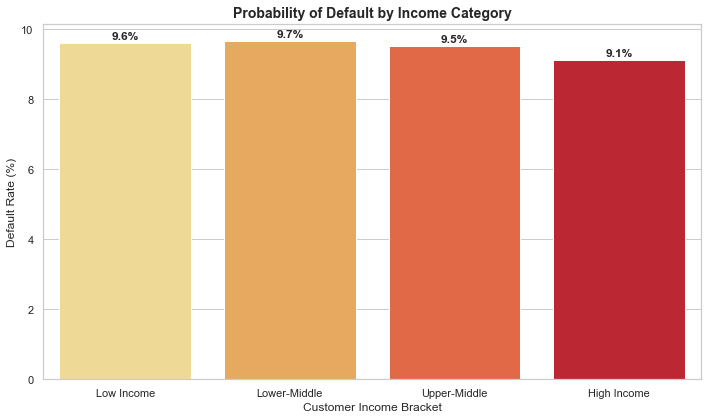 Probability of Default by Income Category
Default Rate (%)
10
8
6
4
2
0
9.6%
9.7%
9.5%
9.1%
Low Income
Lower-Middle
Upper-Middle
High Income
Customer Income Bracket